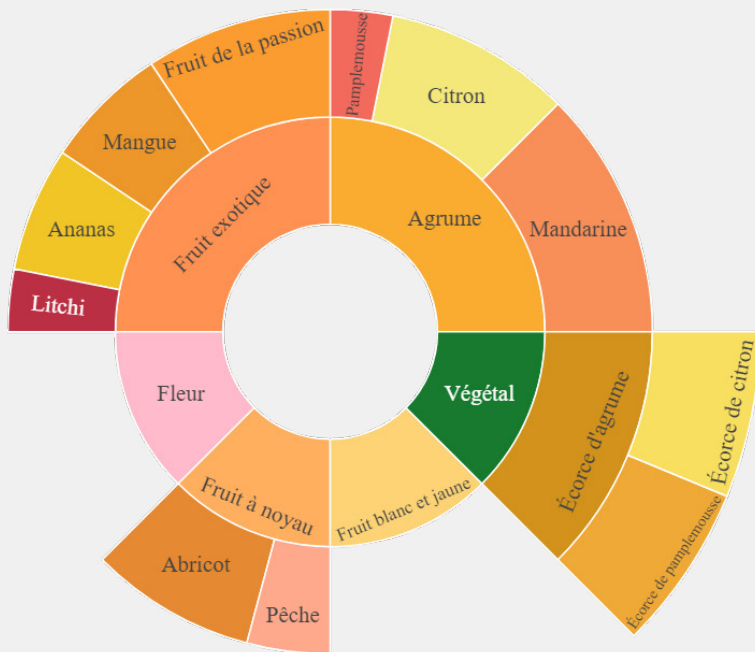 Fruit de la passion
Pamplemousse
Citron
Mangue
Mandarine
Ananas
Fruit exotique
Agrume
Litchi
Fleur
Végétal
Écorce d'agrume
Écorce de citron
Fruit à noyau
Fruit blanc et jaune
Écorce de pamplemousse
Abricot
Pêche